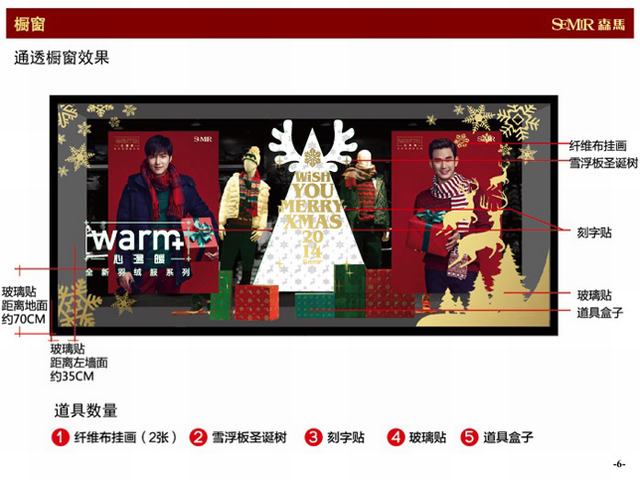 橱窗
SEMIR 森馬
通透橱窗效果
SEMIR
SEMIR
WiSH
YOU
MERRY
XMAS
20
14
warm+
心溫暖
全新羽绒服系列
纤维布挂画
雪浮板圣诞树
刻字贴
玻璃贴
道具盒子
玻璃贴
距离地面
约70CM
玻璃贴
距离左墙面
约35CM
道具数量
1 纤维布挂画（2张） 2 雪浮板圣诞树 3 刻字贴 4 玻璃贴 5 道具盒子
-6-